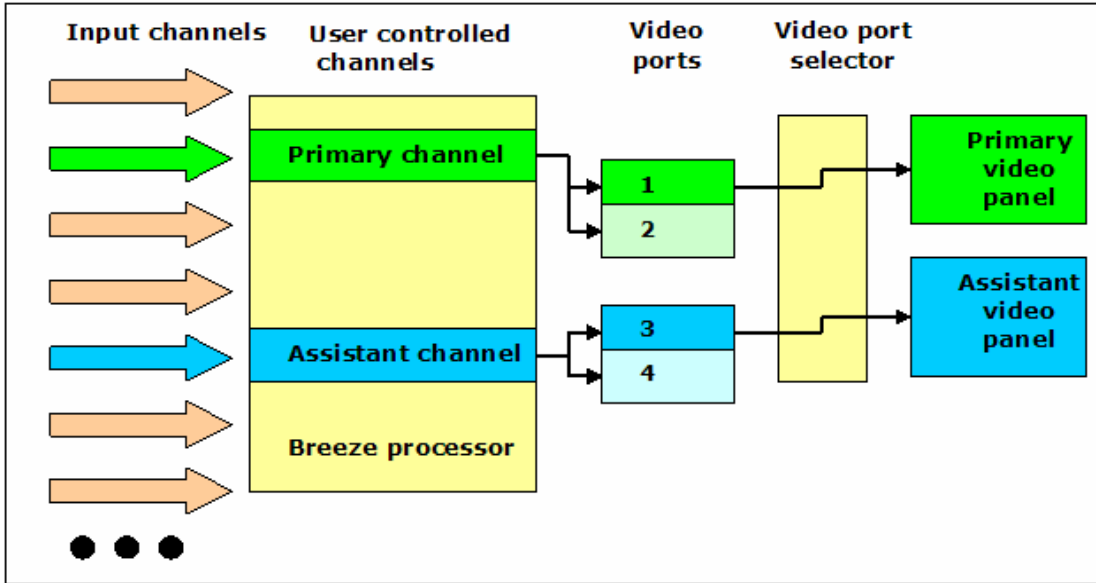 Input channels
User controlled
channels
Video
ports
Video port
selector
Primary channel
Assistant channel
Breeze processor
1
2
3
4
Primary
video
panel
Assistant
video
panel